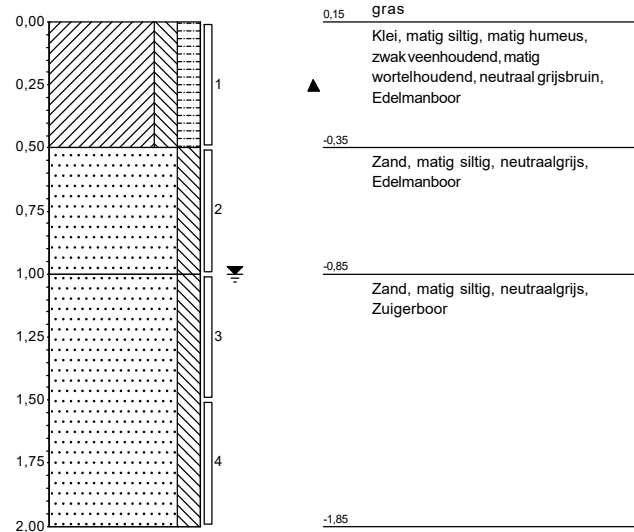 0,00
0,25
0,50
0,75
1,00
1,25
1,50
1,75
2,00
1
2
3
4
0,15
gras
Klei, matig siltig, matig humeus,
zwak veenhoudend, matig
wortelhoudend, neutraal grijsbruin,
Edelmanboor
-0,35
Zand, matig siltig, neutraalgrijs,
Edelmanboor
-0,85
Zand, matig siltig, neutraalgrijs,
Zuigerboor
-1,85